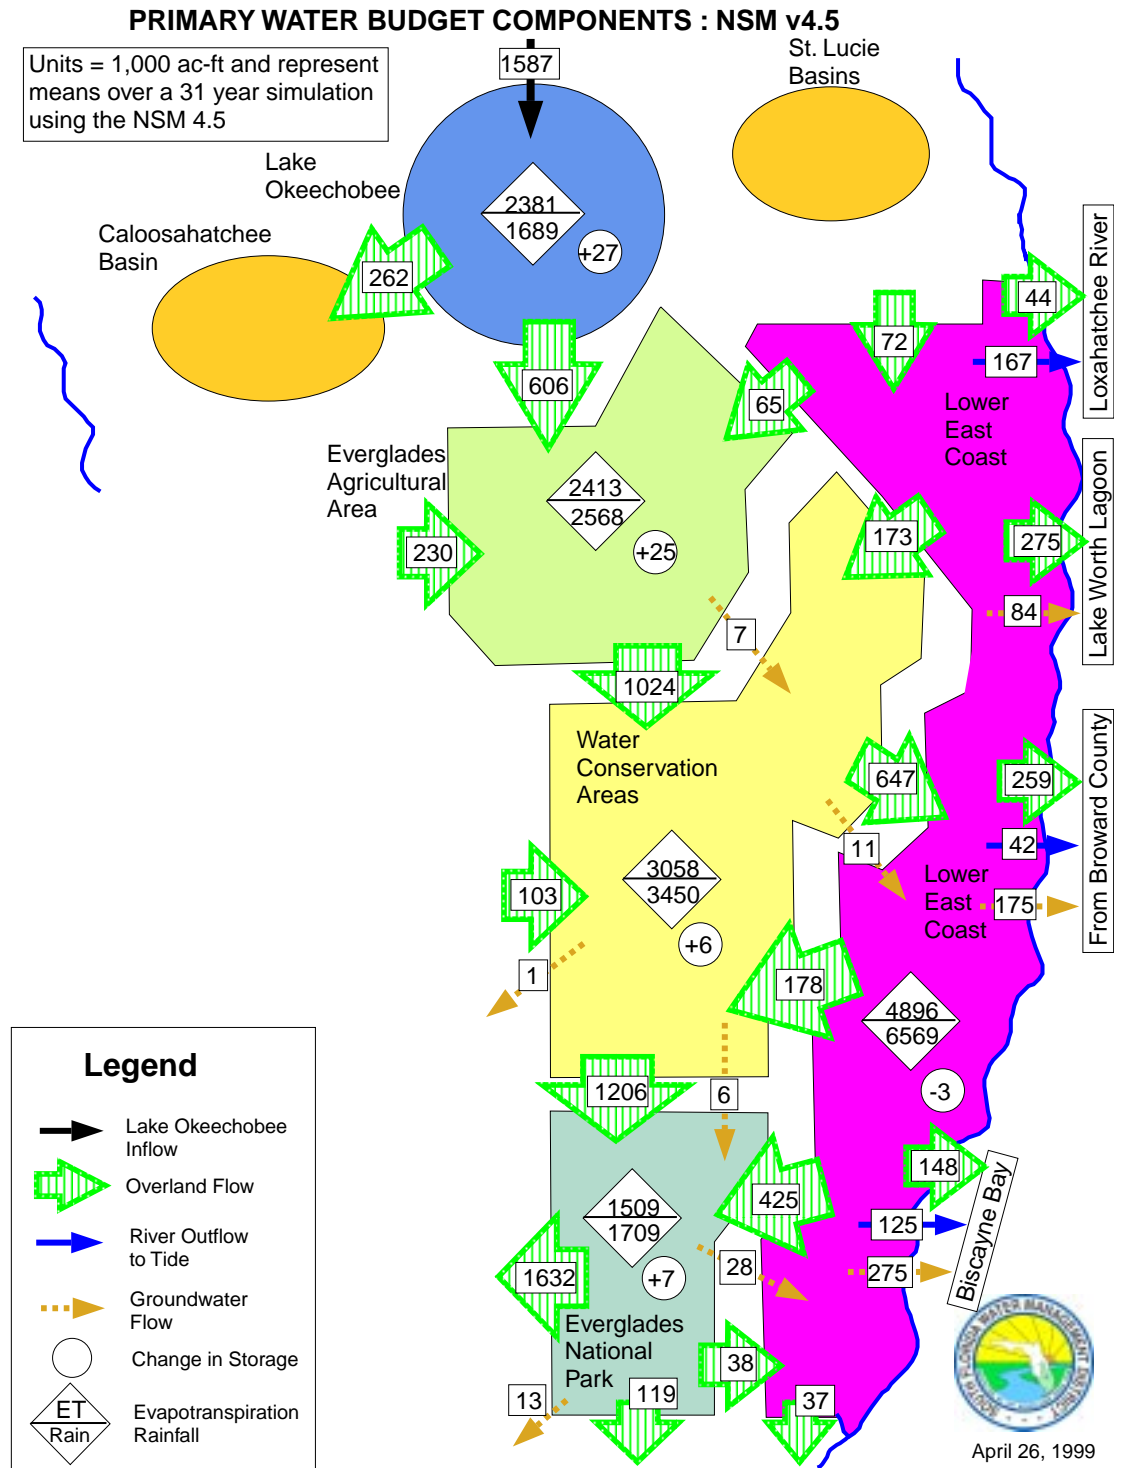 PRIMARY WATER BUDGET COMPONENTS : NSM v4.5
Units = 1,000 ac-ft and represent
means over a 31 year simulation
using the NSM 4.5
1587
St. Lucie
Basins
Lake
Okeechobee
2381
1689
+27
Caloosahatchee
Basin
262
606
72
44
167
Loxahatchee River
65
Lower
East
Coast
Everglades
Agricultural
Area
2413
2568
+25
230
173
275
84
Lake Worth Lagoon
7
1024
Water
Conservation
Areas
647
259
42
175
From Broward County
11
Lower
East
Coast
3058
3450
+6
103
1
178
4896
6569
-3
1206
6
148
125
275
Biscayne Bay
425
1509
1709
+7
28
1632
Everglades
National
Park
38
13
119
37
Legend
Lake Okeechobee
Inflow
Overland Flow
River Outflow
to Tide
Groundwater
Flow
Change in Storage
ET
Rain
Evapotranspiration
Rainfall
SOUTH FLORIDA WATER MANAGEMENT DISTRICT
April 26, 1999